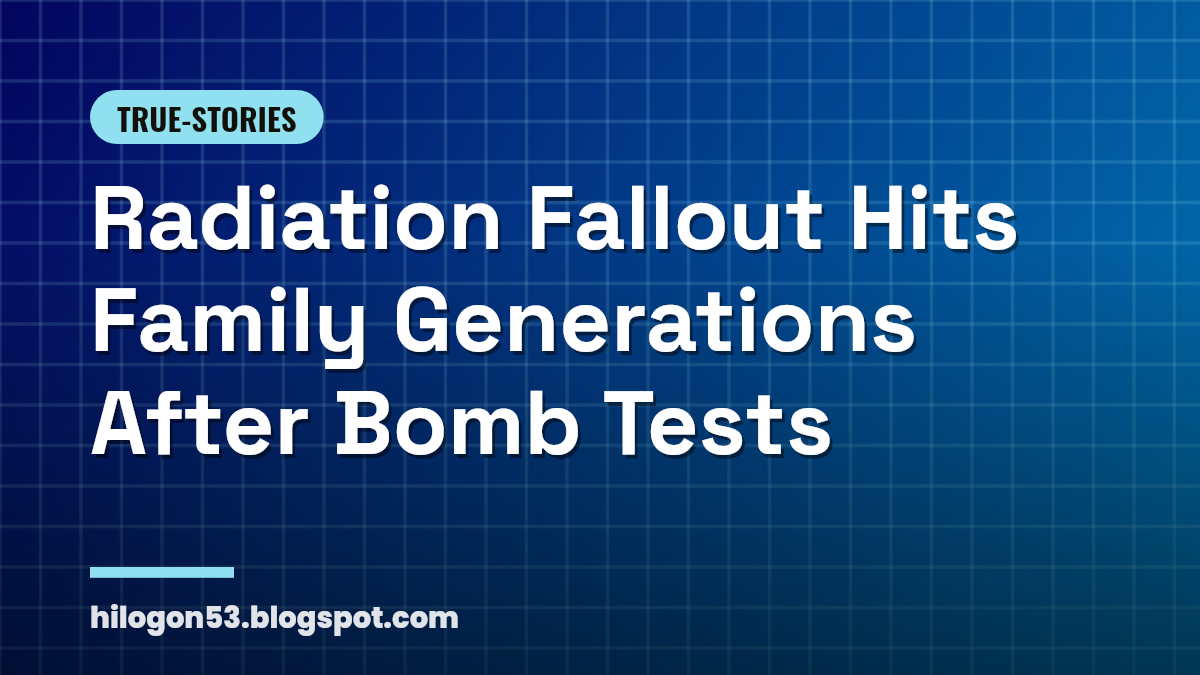 TRUE-STORIES
Radiation Fallout Hits
Family Generations
After Bomb Tests
hilogon53.blogspot.com